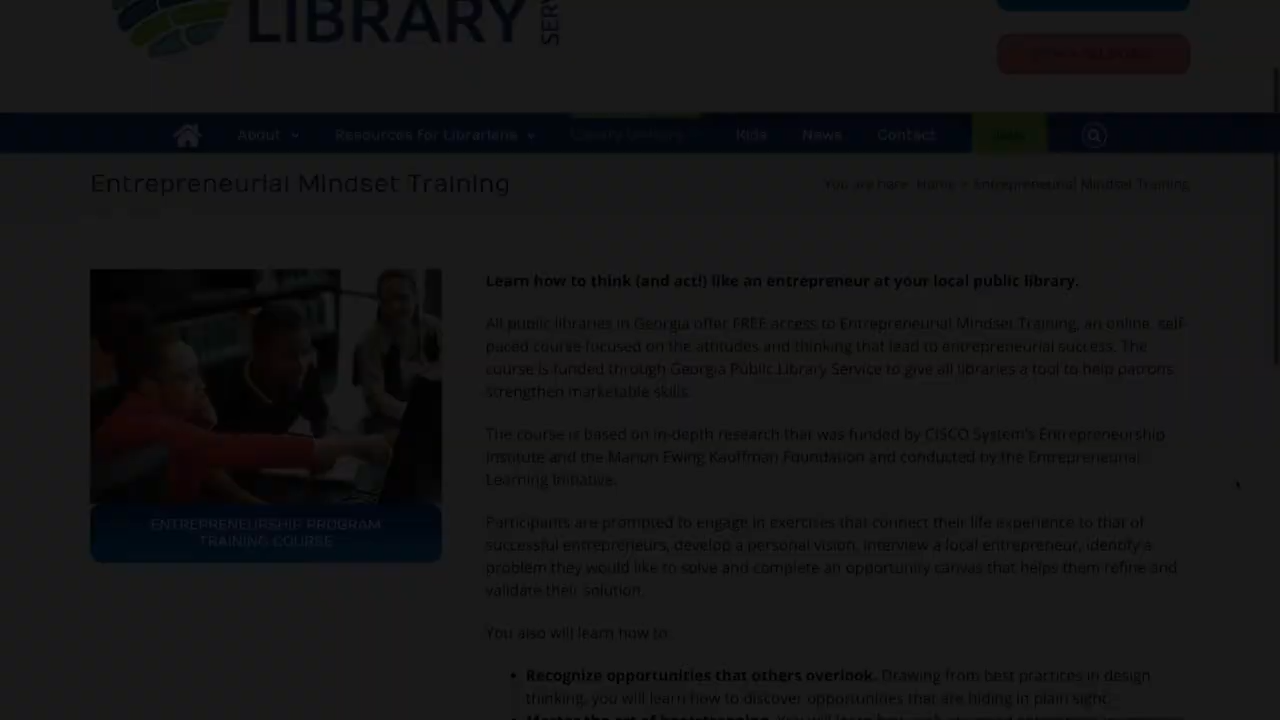 LIBRARY
About
Resources for Librarians
Kids
News
Contact
Entrepreneurial Mindset Training
You are here: Home » Entrepreneurial Mindset Training
Learn how to think (and act!) like an entrepreneur at your local public library.
All public libraries in Georgia offer FREE access to Entrepreneurial Mindset Training, an online, self-
paced course focused on the attitudes and thinking that lead to entrepreneurial success. The
course is funded through Georgia Public Library Service to give all libraries a tool to help patrons
strengthen marketable skills.
The course is based on in-depth research that was funded by CISCO System's Entrepreneurship
Institute and the Marion Ewing Kauffman Foundation and conducted by the Entrepreneurial
Learning Initiative.
ENTREPRENEURSHIP PROGRAM
TRAINING COURSE
Participants are prompted to engage in exercises that connect their life experience to that of
successful entrepreneurs, develop a personal vision, interview a local entrepreneur, identify a
problem they would like to solve and complete an opportunity canvas that helps them refine and
validate their solution.
You also will learn how to:
• Recognize opportunities that others overlook. Drawing from best practices in design
thinking, you will learn how to discover opportunities that are hiding in plain sight.